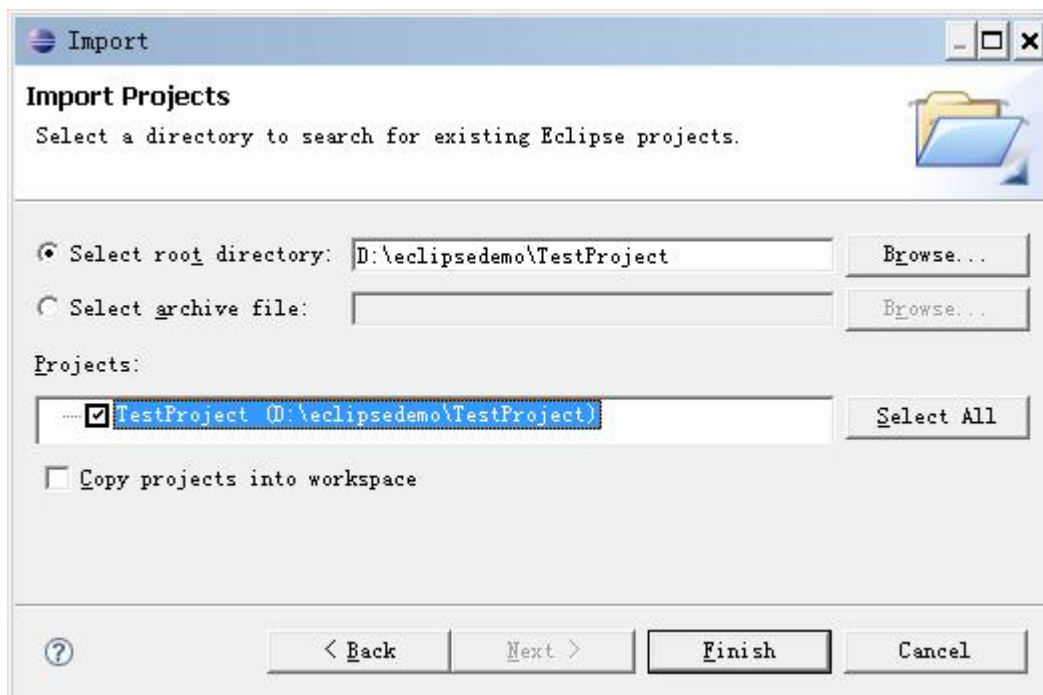 Import
Import Projects
Select a directory to search for existing Eclipse projects.
Select root directory: D:\eclipsedemo\TestProject Browse...
Select archive file: Browse...
Projects:
TestProject (D:\eclipsedemo\TestProject) Select All
Copy projects into workspace
? < Back Next > Finish Cancel